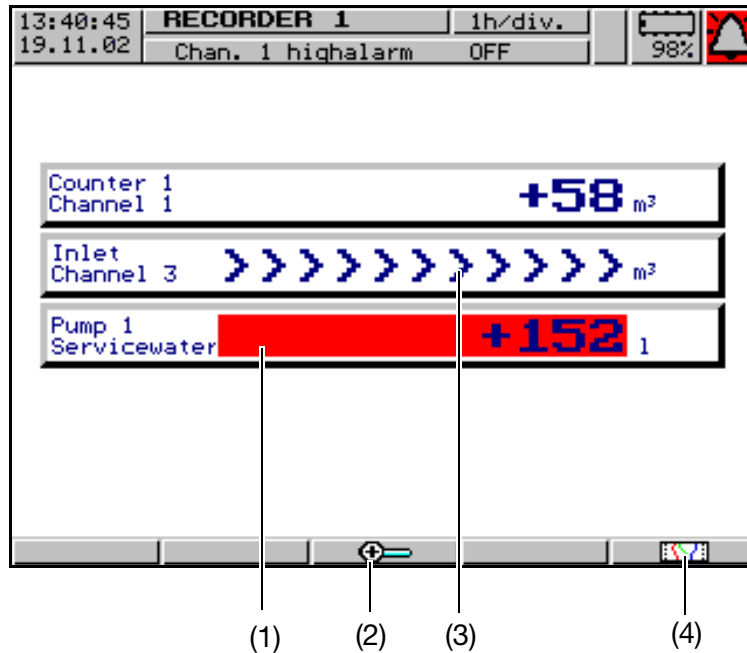 13:40:45 RECORDER 1 1h/div.
19.11.02 Chan. 1 highalarm OFF 98%
Counter 1
Channel 1 +58 m³
Inlet
Channel 3 >>>>>>>>>>> m³
Pump 1
Servicewater +152 l
(1) (2) (3) (4)